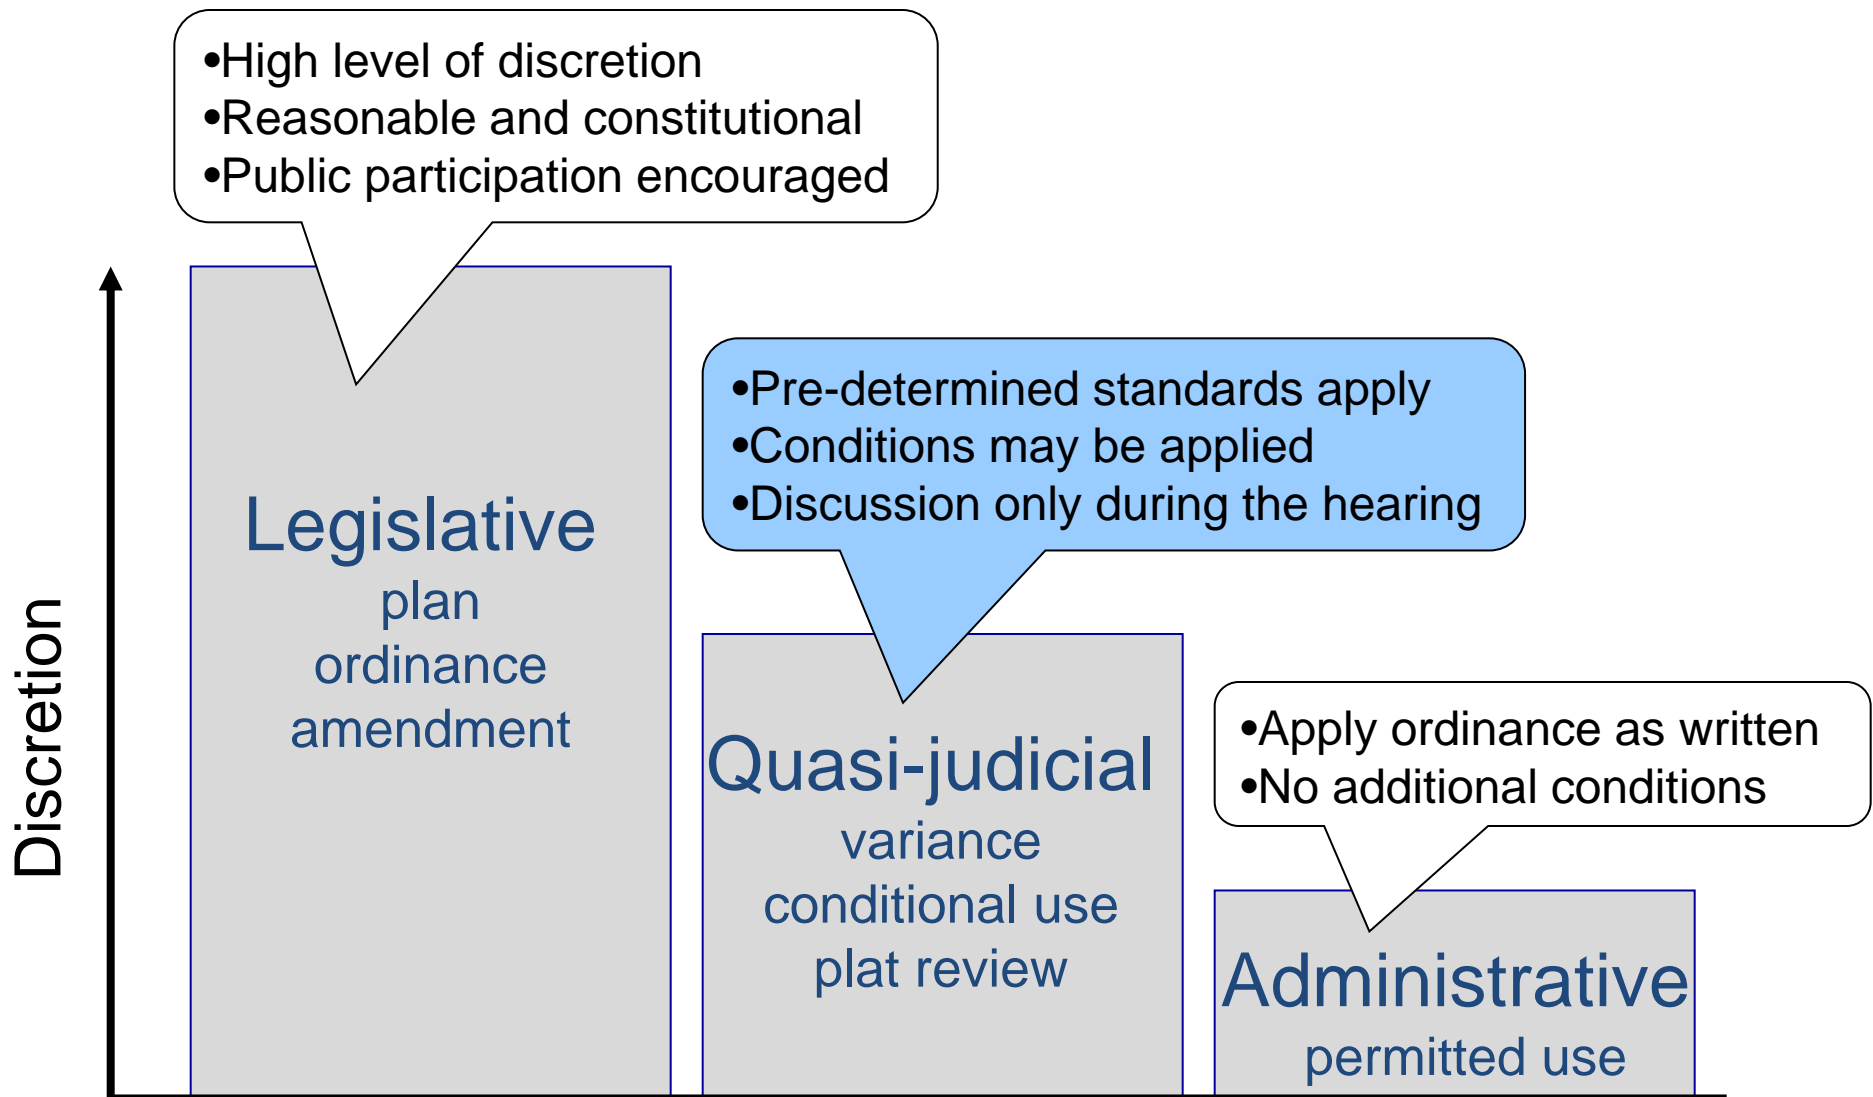 •High level of discretion
•Reasonable and constitutional
•Public participation encouraged
•Pre-determined standards apply
•Conditions may be applied
•Discussion only during the hearing
•Apply ordinance as written
•No additional conditions
Discretion
Legislative
plan
ordinance
amendment
Quasi-judicial
variance
conditional use
plat review
Administrative
permitted use